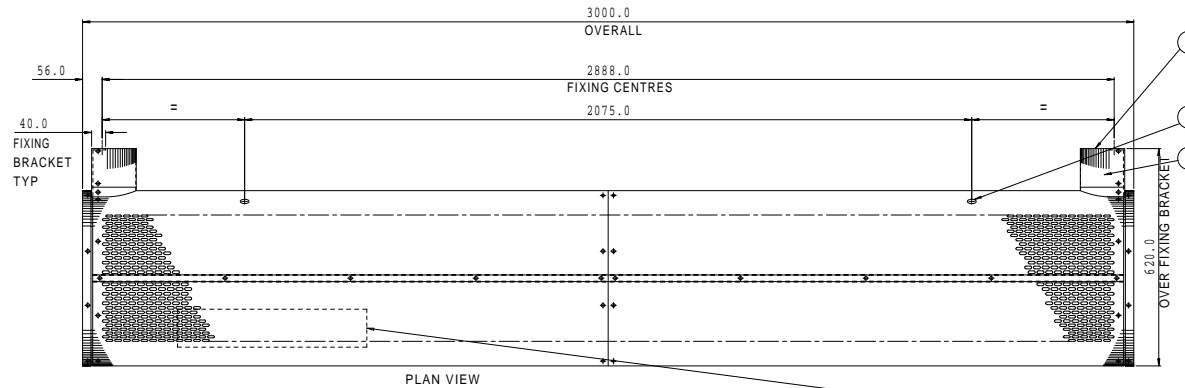 3000.0
OVERALL
56.0
2888.0
FIXING CENTRES
=
2075.0
=
40.0
FIXING
BRACKET
TYP
620.0
OVER FIXING BRACKET
PLAN VIEW